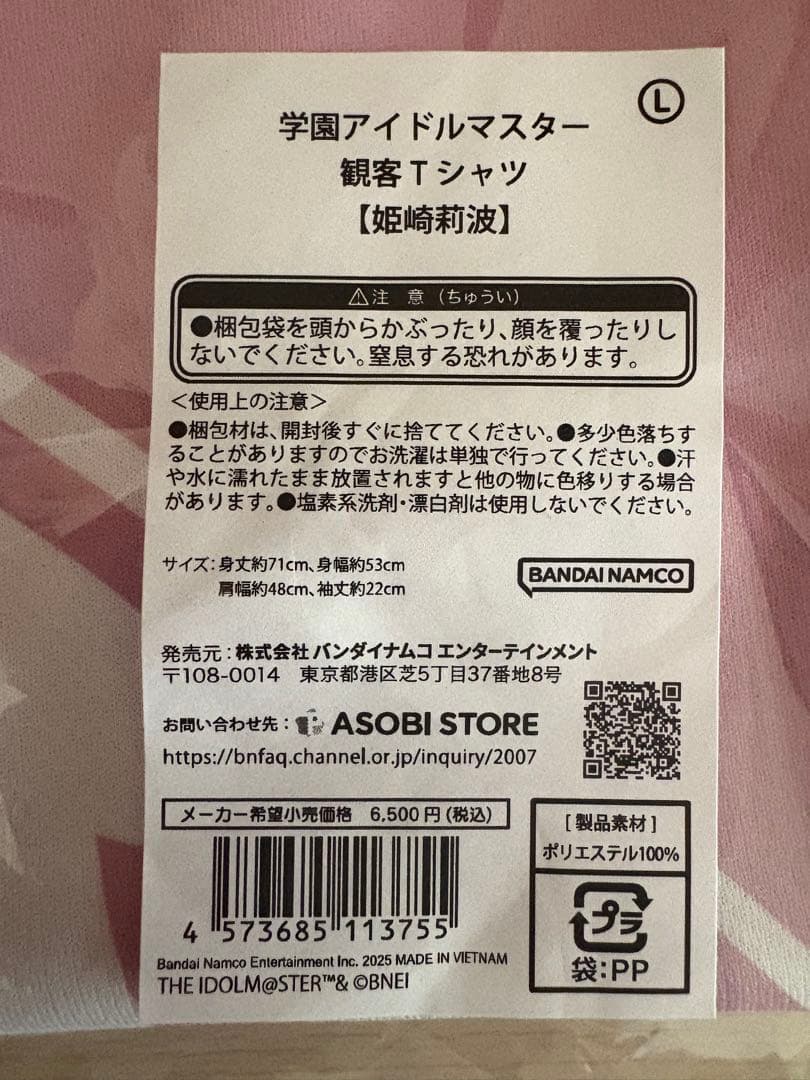 Ⓛ
学園アイドルマスター
観客Tシャツ
【姫崎莉波】
⚠注 意（ちゅうい）
●梱包袋を頭からかぶったり、顔を覆ったりし
ないでください。窒息する恐れがあります。
＜使用上の注意＞
●梱包材は、開封後すぐに捨ててください。●多少色落ちす
ることがありますのでお洗濯は単独で行ってください。●汗
や水に濡れたまま放置されますと他の物に色移りする場合
があります。●塩素系洗剤・漂白剤は使用しないでください。
サイズ：身丈約71cm、身幅約53cm
肩幅約48cm、袖丈約22cm
BANDAI NAMCO
発売元：株式会社 バンダイナムコ エンターテインメント
〒108-0014 東京都港区芝5丁目37番地8号
お問い合わせ先： ASOBI STORE
https://bnfaq.channel.or.jp/inquiry/2007
メーカー希望小売価格 6,500円（税込）
4 573685 113755
Bandai Namco Entertainment Inc. 2025 MADE IN VIETNAM
THE IDOLM@STER™& ©BNEI
［製品素材］
ポリエステル100%
プラ
袋：PP